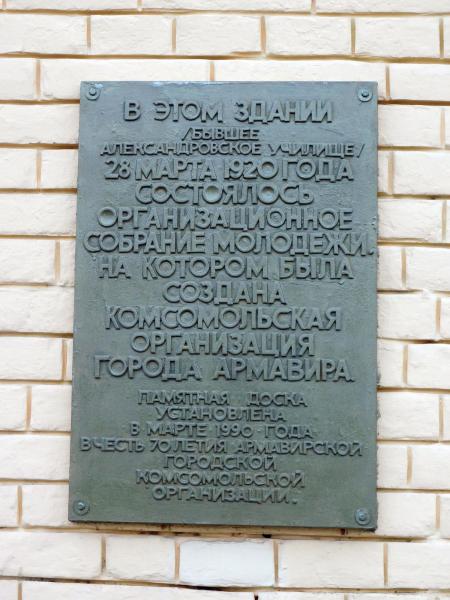 В ЭТОМ ЗДАНИИ
/БЫВШЕЕ
АЛЕКСАНДРОВСКОЕ УЧИЛИЩЕ/
28 МАРТА 1920 ГОДА
СОСТОЯЛОСЬ
ОРГАНИЗАЦИОННОЕ
СОБРАНИЕ МОЛОДЕЖИ,
НА КОТОРОМ БЫЛА
СОЗДАНА
КОМСОМОЛЬСКАЯ
ОРГАНИЗАЦИЯ
ГОРОДА АРМАВИРА.
ПАМЯТНАЯ ДОСКА
УСТАНОВЛЕНА
В МАРТЕ 1990 ГОДА
В ЧЕСТЬ 70 ЛЕТИЯ АРМАВИРСКОЙ
ГОРОДСКОЙ
КОМСОМОЛЬСКОЙ
ОРГАНИЗАЦИИ.